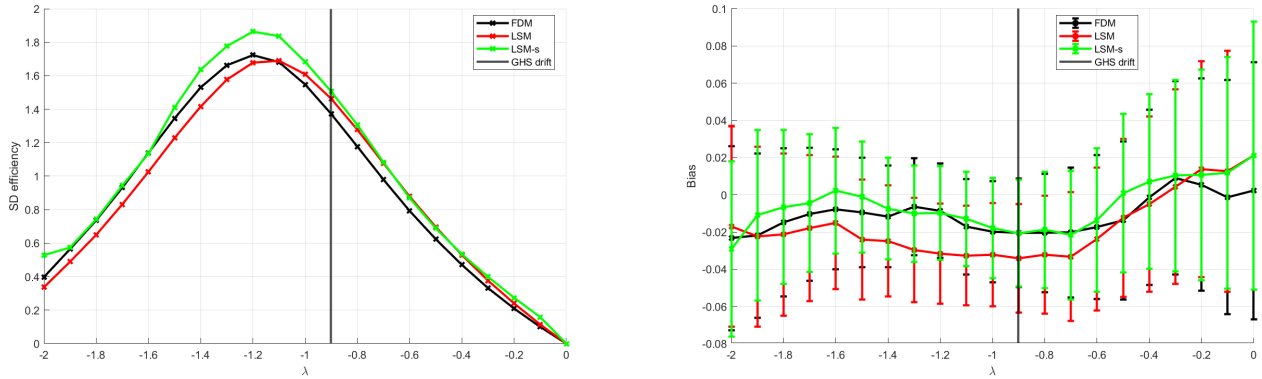 2
1.8
1.6
1.4
1.2
1
0.8
0.6
0.4
0.2
0
SD efficiency
-2 -1.8 -1.6 -1.4 -1.2 -1 -0.8 -0.6 -0.4 -0.2 0
λ
FDM
LSM
LSM-s
GHS drift
0.1
0.08
0.06
0.04
0.02
0
-0.02
-0.04
-0.06
-0.08
Bias
-2 -1.8 -1.6 -1.4 -1.2 -1 -0.8 -0.6 -0.4 -0.2 0
λ
FDM
LSM
LSM-s
GHS drift